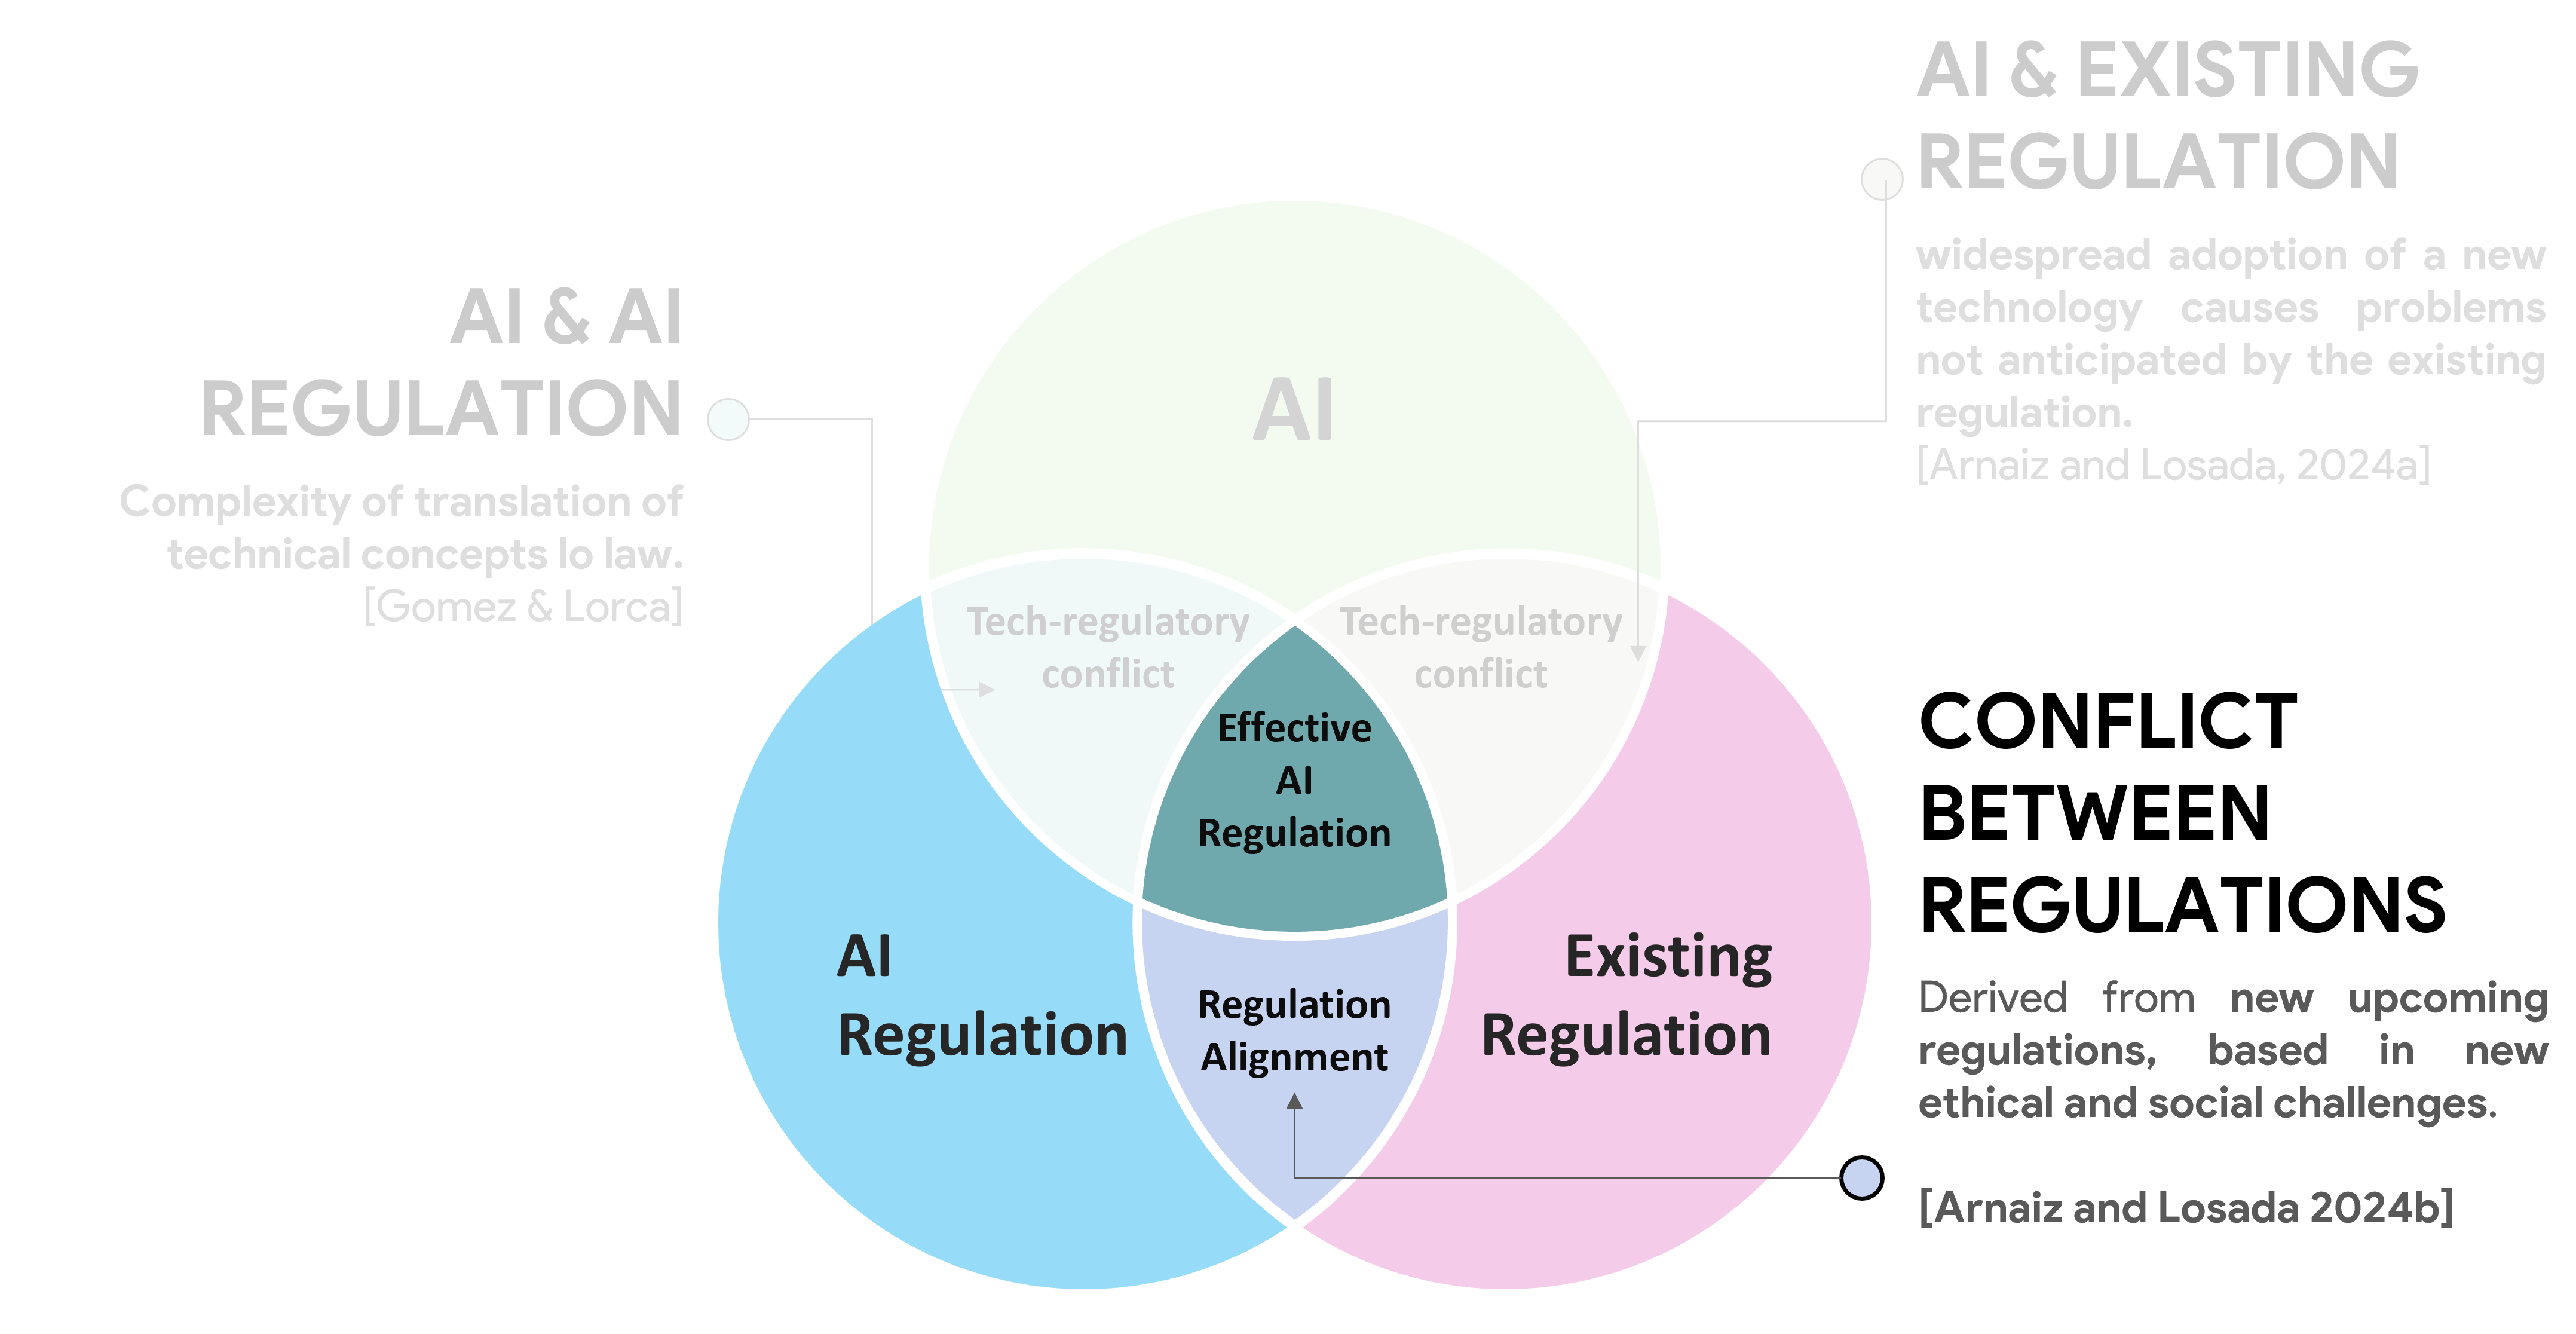 AI & EXISTING
REGULATION
widespread adoption of a new
technology causes problems
not anticipated by the existing
regulation.
[Arnaiz and Losada, 2024a]
AI & AI
REGULATION
Complexity of translation of
technical concepts lo law.
[Gomez & Lorca]
AI
Tech-regulatory
conflict
Tech-regulatory
conflict
Effective
AI
Regulation
AI
Regulation
Existing
Regulation
Regulation
Alignment
CONFLICT
BETWEEN
REGULATIONS
Derived from new upcoming
regulations, based in new
ethical and social challenges.
[Arnaiz and Losada 2024b]